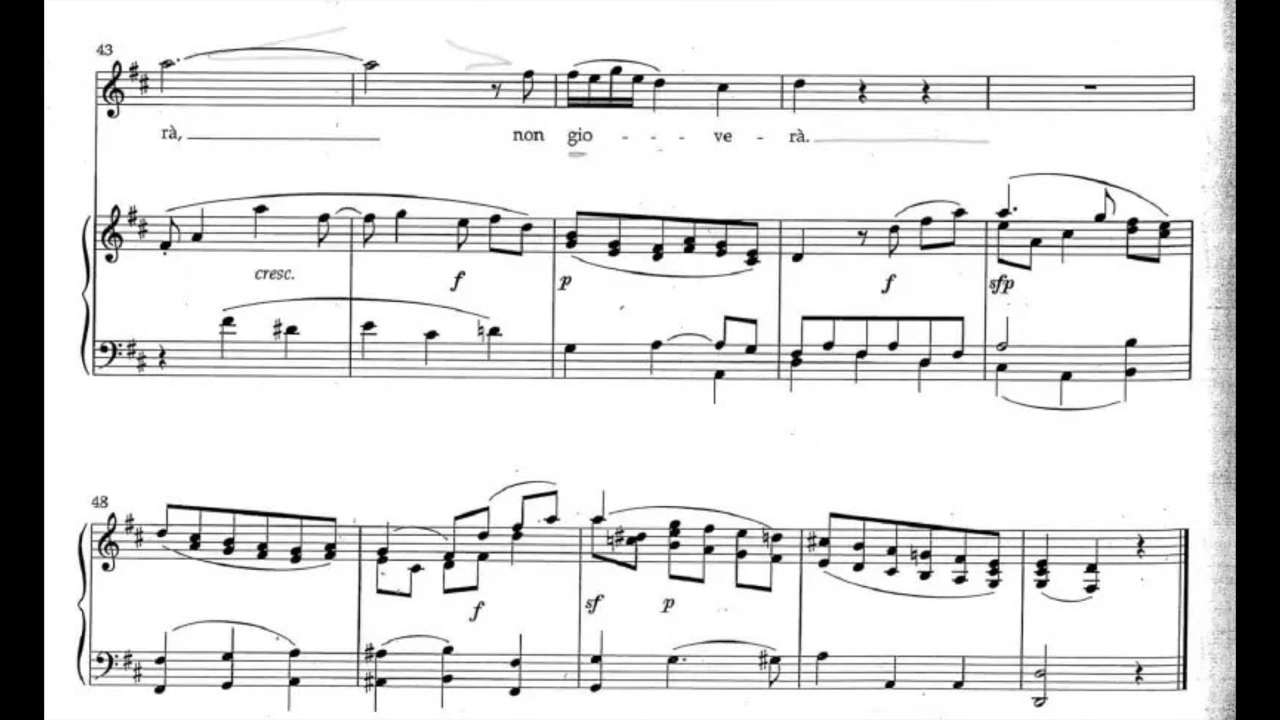 43
rà, non gio - - - ve - rà.
cresc. f p f sfp
48
f sf p